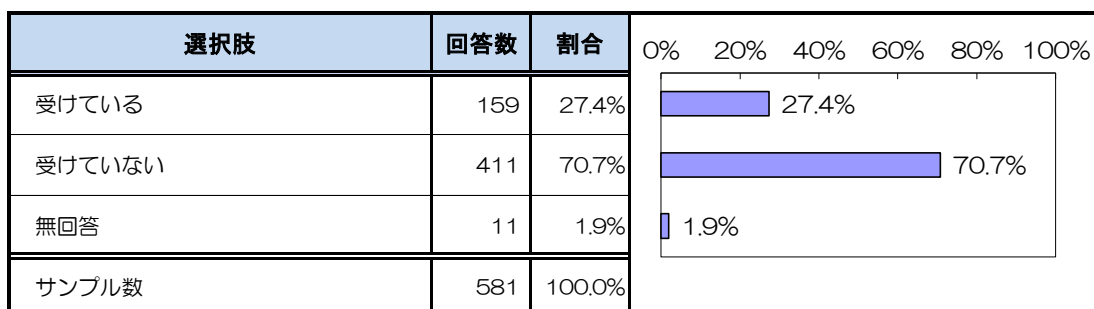 選択肢 回答数 割合
受けている 159 27.4%
受けていない 411 70.7%
無回答 11 1.9%
サンプル数 581 100.0%
0% 20% 40% 60% 80% 100%
27.4%
70.7%
1.9%